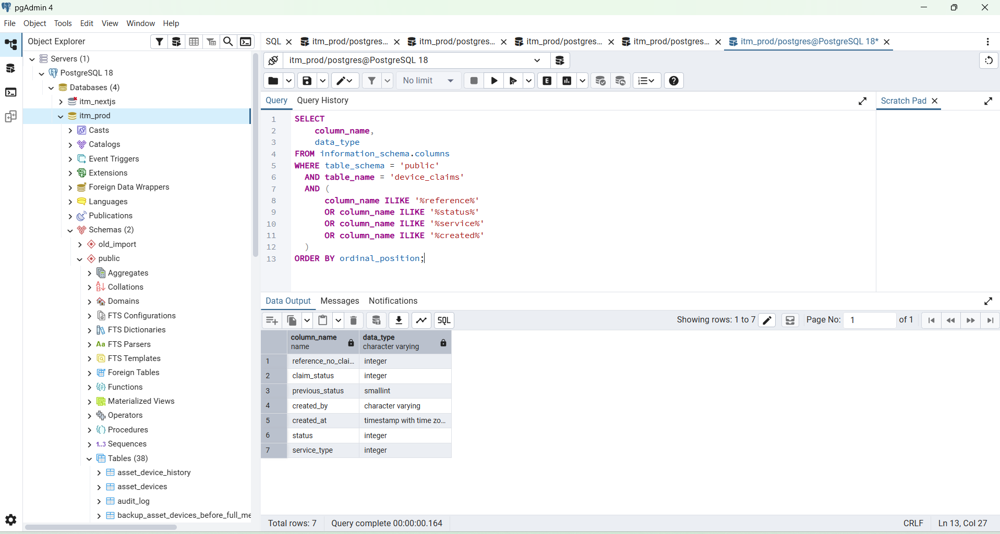 pgAdmin 4
File Object Tools Edit View Window Help
Object Explorer
SQL
itm_prod/postgres...
itm_prod/postgres...
itm_prod/postgres...
itm_prod/postgres...
itm_prod/postgres@PostgreSQL 18*
Servers (1)
PostgreSQL 18
Databases (4)
itm_nextjs
itm_prod
Casts
Catalogs
Event Triggers
Extensions
Foreign Data Wrappers
Languages
Publications
Schemas (2)
old_import
public
Aggregates
Collations
Domains
FTS Configurations
FTS Dictionaries
Aa FTS Parsers
FTS Templates
Foreign Tables
Functions
Materialized Views
Operators
Procedures
1..3 Sequences
Tables (38)
asset_device_history
asset_devices
audit_log
backup_asset_devices_before_full_me
itm_prod/postgres@PostgreSQL 18
No limit
E
Query Query History
Scratch Pad
1 SELECT
2 column_name,
3 data_type
4 FROM information_schema.columns
5 WHERE table_schema = 'public'
6 AND table_name = 'device_claims'
7 AND (
8 column_name ILIKE '%reference%'
9 OR column_name ILIKE '%status%'
10 OR column_name ILIKE '%service%'
11 OR column_name ILIKE '%created%'
12 )
13 ORDER BY ordinal_position;
Data Output Messages Notifications
SQL
Showing rows: 1 to 7
Page No: 1 of 1
column_name data_type
name character varying
1 reference_no_clai... integer
2 claim_status integer
3 previous_status smallint
4 created_by character varying
5 created_at timestamp with time zo...
6 status integer
7 service_type integer
Total rows: 7 Query complete 00:00:00.164 CRLF Ln 13, Col 27